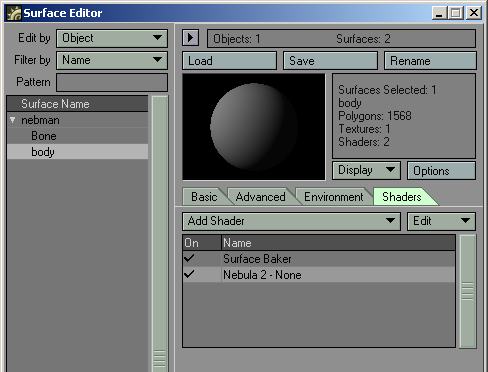 Surface Editor
Edit by Object
Filter by Name
Pattern
Surface Name
nebman
Bone
body
Objects: 1 Surfaces: 2
Load Save Rename
Surfaces Selected: 1
body
Polygons: 1568
Textures: 1
Shaders: 2
Display Options
Basic Advanced Environment Shaders
Add Shader Edit
On Name
Surface Baker
Nebula 2 - None